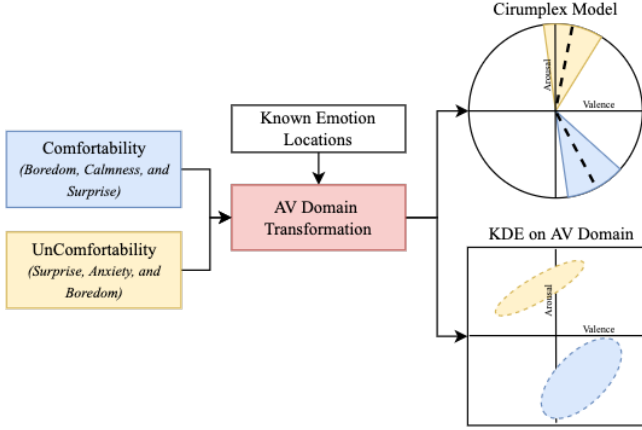 Cirumplex Model
Arousal
Valence
Known Emotion
Locations
Comfortability
(Boredom, Calmness, and
Surprise)
AV Domain
Transformation
UnComfortability
(Surprise, Anxiety, and
Boredom)
KDE on AV Domain
Arousal
Valence